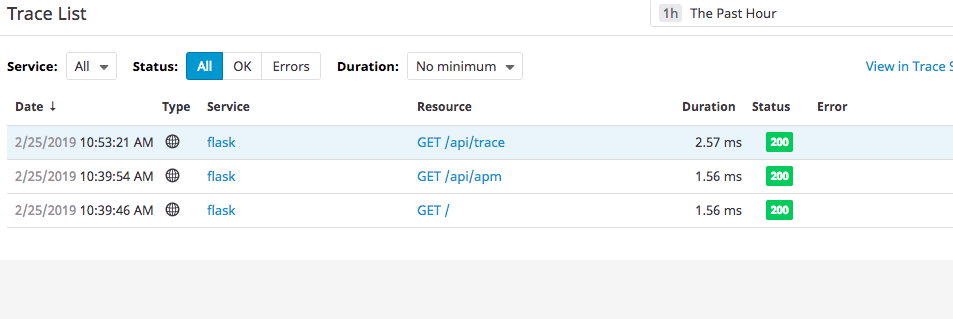 Trace List
1h The Past Hour
Service: All Status: All OK Errors Duration: No minimum View in Trace S
Date ↓ Type Service Resource Duration Status Error
2/25/2019 10:53:21 AM flask GET /api/trace 2.57 ms 200
2/25/2019 10:39:54 AM flask GET /api/apm 1.56 ms 200
2/25/2019 10:39:46 AM flask GET / 1.56 ms 200